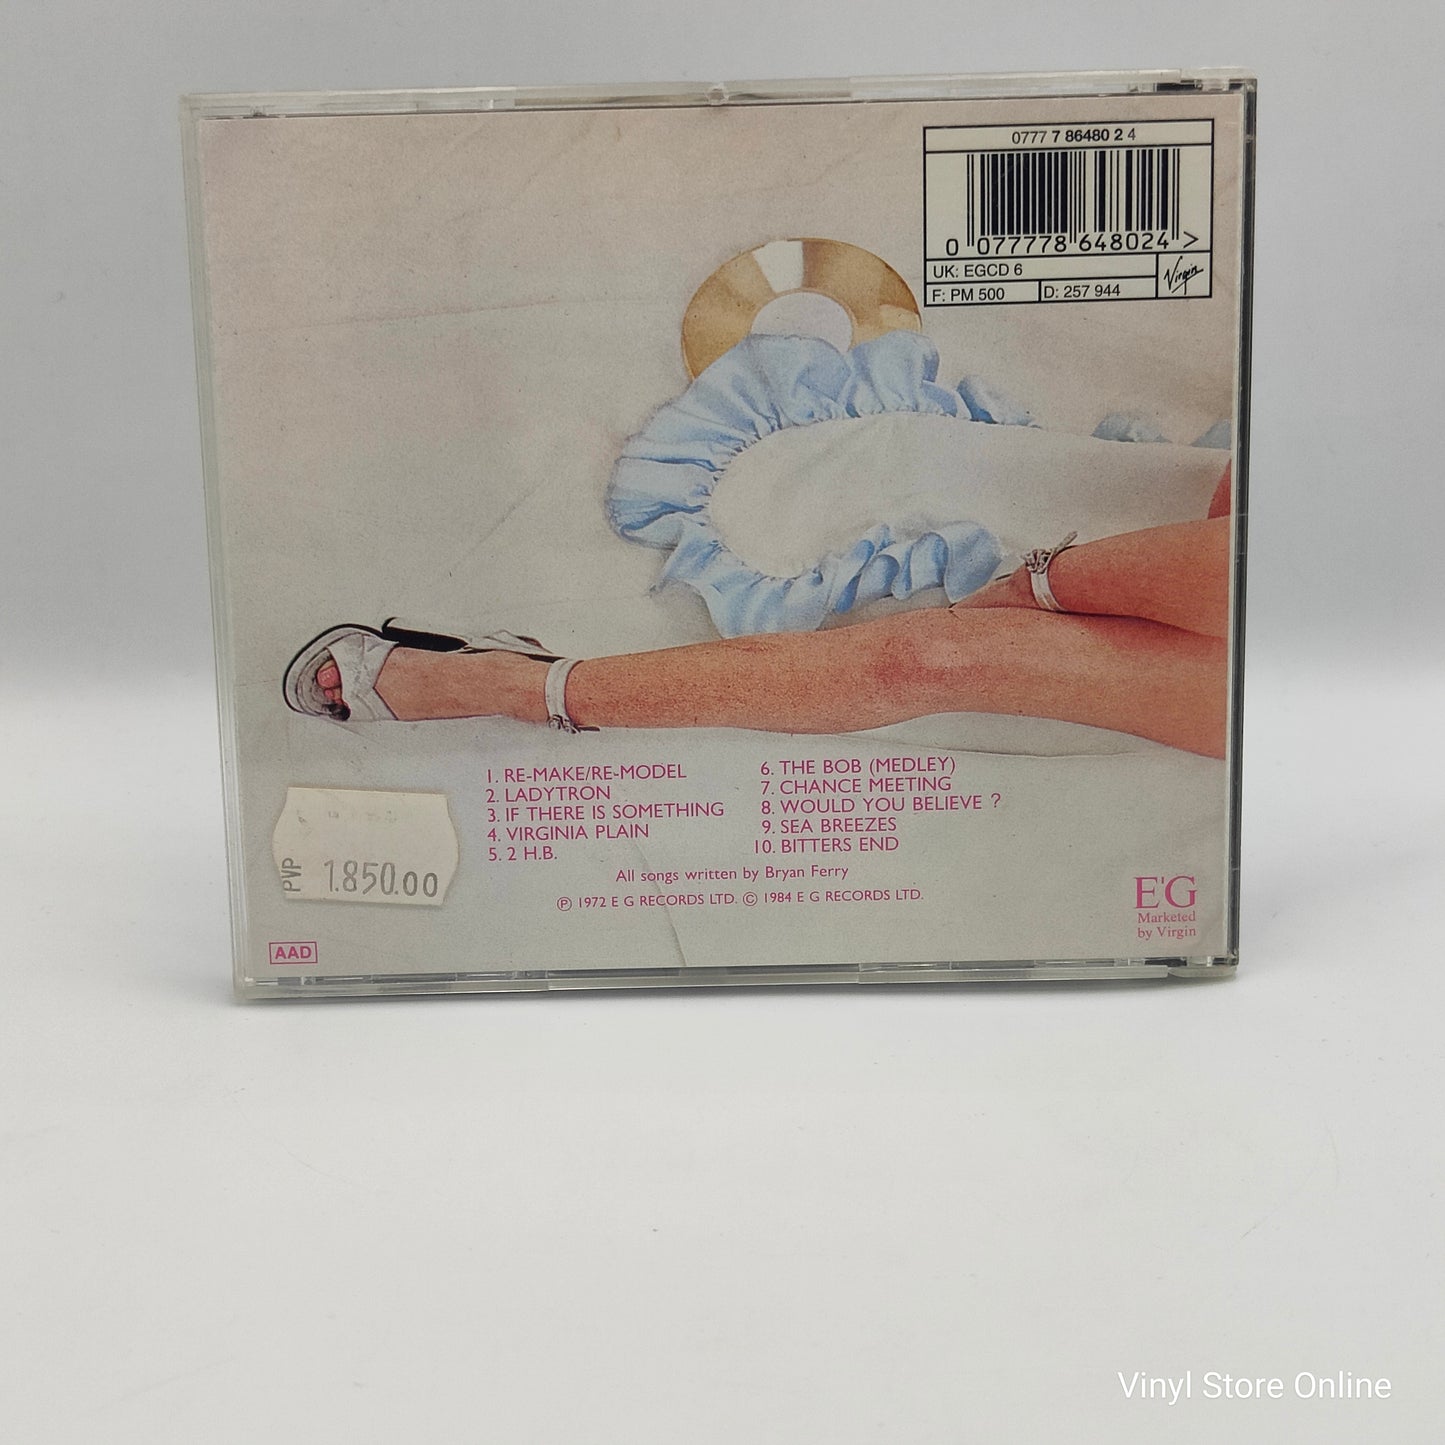 0777 7 86480 2 4
0 077778 648024 >
UK: EGCD 6
Virgin
F: PM 500
D: 257 944
1. RE-MAKE/RE-MODEL
2. LADYTRON
3. IF THERE IS SOMETHING
4. VIRGINIA PLAIN
5. 2 H.B.
6. THE BOB (MEDLEY)
7. CHANCE MEETING
8. WOULD YOU BELIEVE ?
9. SEA BREEZES
10. BITTERS END
All songs written by Bryan Ferry
Ⓟ 1972 E G RECORDS LTD. © 1984 E G RECORDS LTD.
PVP 1.850.00
E'G
Marketed
by Virgin
AAD
Vinyl Store Online